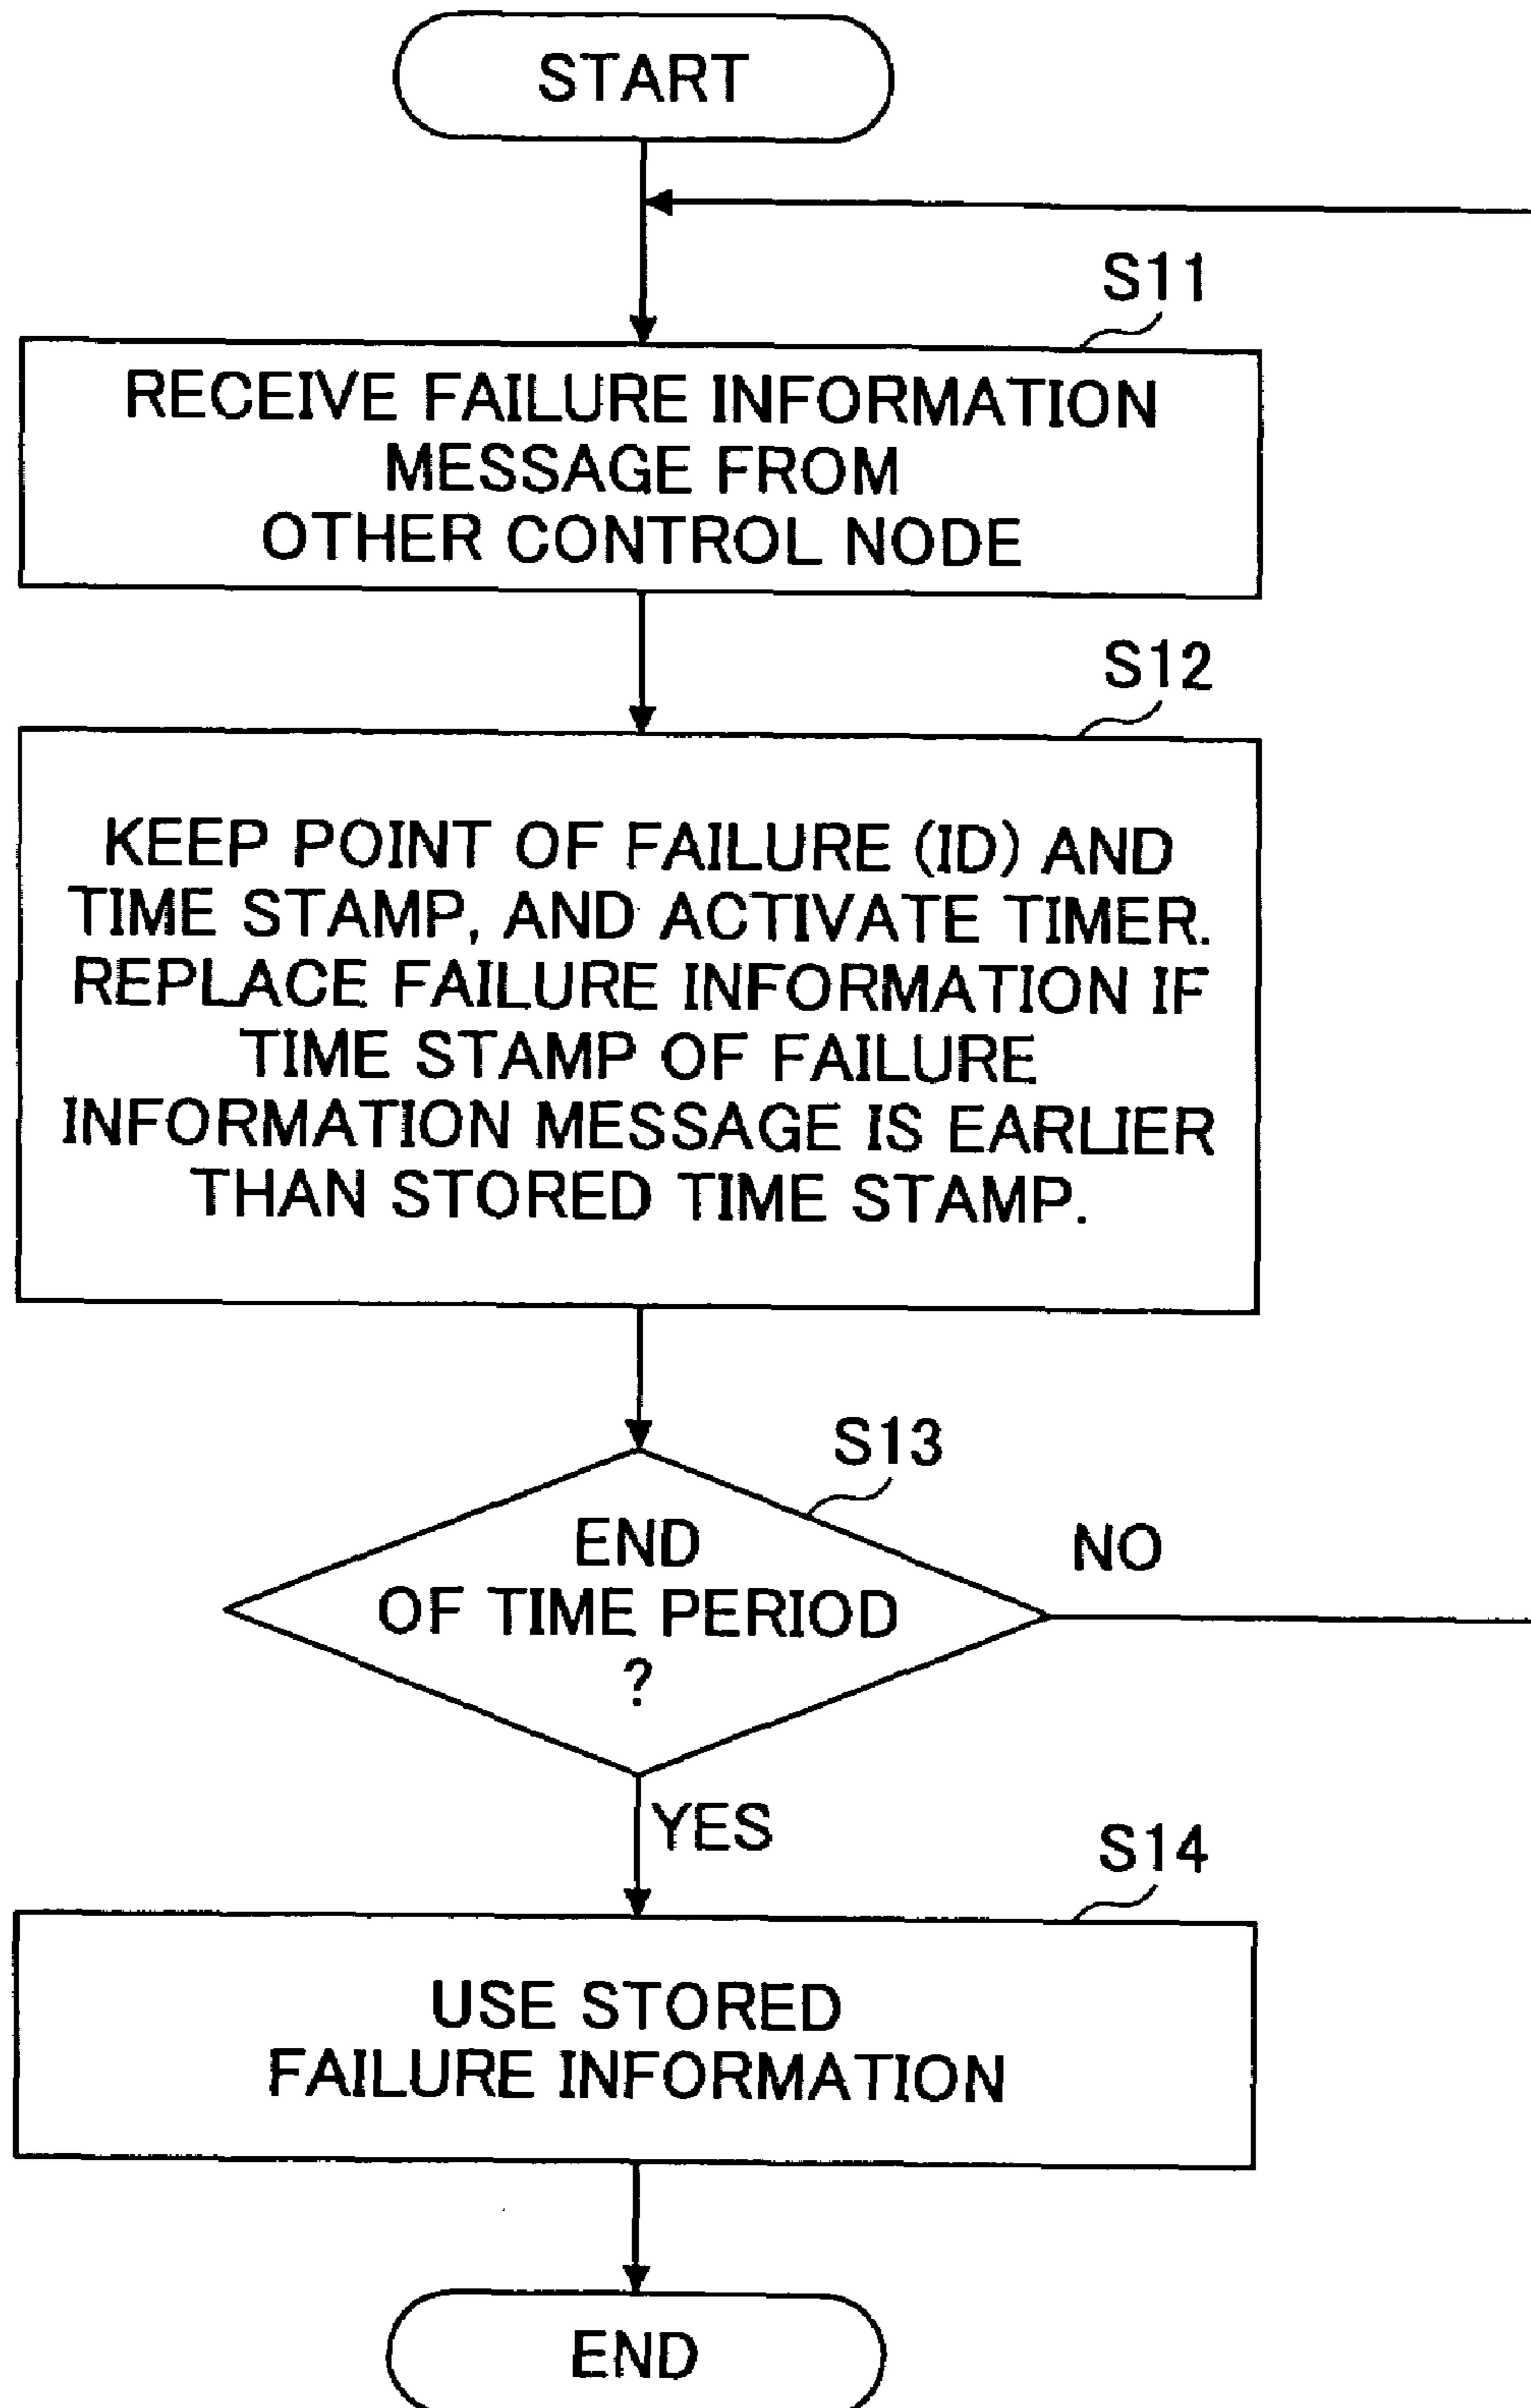 START
S11
RECEIVE FAILURE INFORMATION
MESSAGE FROM
OTHER CONTROL NODE
S12
KEEP POINT OF FAILURE (ID) AND
TIME STAMP, AND ACTIVATE TIMER.
REPLACE FAILURE INFORMATION IF
TIME STAMP OF FAILURE
INFORMATION MESSAGE IS EARLIER
THAN STORED TIME STAMP.
S13
END
OF TIME PERIOD
?
NO
YES
S14
USE STORED
FAILURE INFORMATION
END